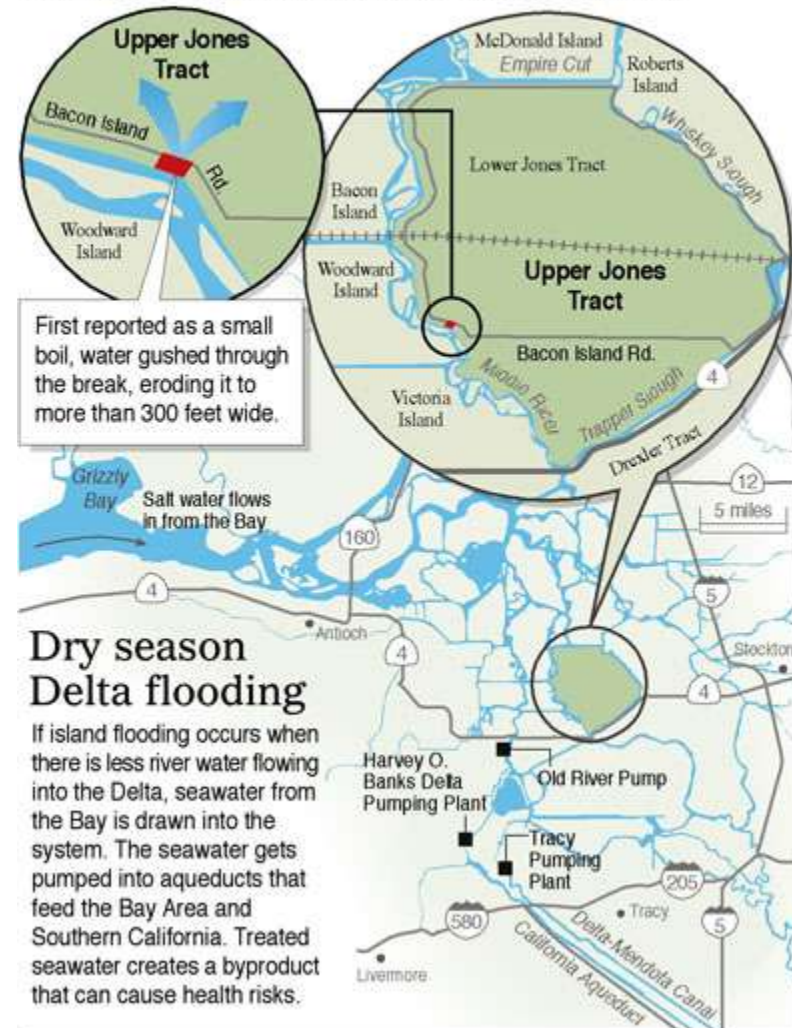 Upper Jones
Tract
Bacon Island
Rd.
Woodward
Island
First reported as a small
boil, water gushed through
the break, eroding it to
more than 300 feet wide.
McDonald Island
Empire Cut
Roberts
Island
Whiskey Slough
Lower Jones Tract
Bacon
Island
Woodward
Island
Upper Jones
Tract
Bacon Island Rd.
4
Middle River
Trapper Slough
Victoria
Island
Drexler Tract
Grizzly
Bay
Salt water flows
in from the Bay
160
12
5 miles
4
5
Antioch
4
Stockton
4
Dry season
Delta flooding
If island flooding occurs when
there is less river water flowing
into the Delta, seawater from
the Bay is drawn into the
system. The seawater gets
pumped into aqueducts that
feed the Bay Area and
Southern California. Treated
seawater creates a byproduct
that can cause health risks.
Harvey O.
Banks Delta
Pumping Plant
Old River Pump
Tracy
Pumping
Plant
205
580
Tracy
5
Delta-Mendota Canal
California Aqueduct
Livermore